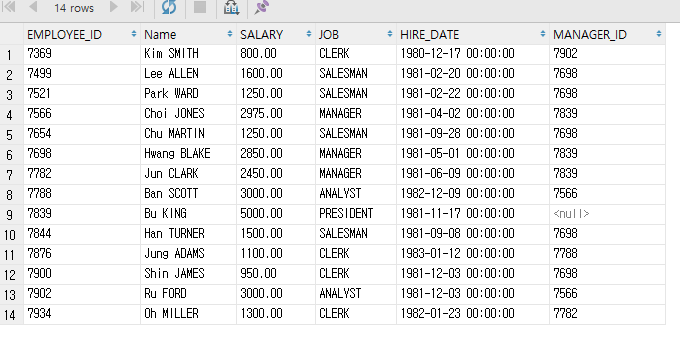 14 rows
EMPLOYEE_ID Name SALARY JOB HIRE_DATE MANAGER_ID
1 7369 Kim SMITH 800.00 CLERK 1980-12-17 00:00:00 7902
2 7499 Lee ALLEN 1600.00 SALESMAN 1981-02-20 00:00:00 7698
3 7521 Park WARD 1250.00 SALESMAN 1981-02-22 00:00:00 7698
4 7566 Choi JONES 2975.00 MANAGER 1981-04-02 00:00:00 7839
5 7654 Chu MARTIN 1250.00 SALESMAN 1981-09-28 00:00:00 7698
6 7698 Hwang BLAKE 2850.00 MANAGER 1981-05-01 00:00:00 7839
7 7782 Jun CLARK 2450.00 MANAGER 1981-06-09 00:00:00 7839
8 7788 Ban SCOTT 3000.00 ANALYST 1982-12-09 00:00:00 7566
9 7839 Bu KING 5000.00 PRESIDENT 1981-11-17 00:00:00 <null>
10 7844 Han TURNER 1500.00 SALESMAN 1981-09-08 00:00:00 7698
11 7876 Jung ADAMS 1100.00 CLERK 1983-01-12 00:00:00 7788
12 7900 Shin JAMES 950.00 CLERK 1981-12-03 00:00:00 7698
13 7902 Ru FORD 3000.00 ANALYST 1981-12-03 00:00:00 7566
14 7934 Oh MILLER 1300.00 CLERK 1982-01-23 00:00:00 7782